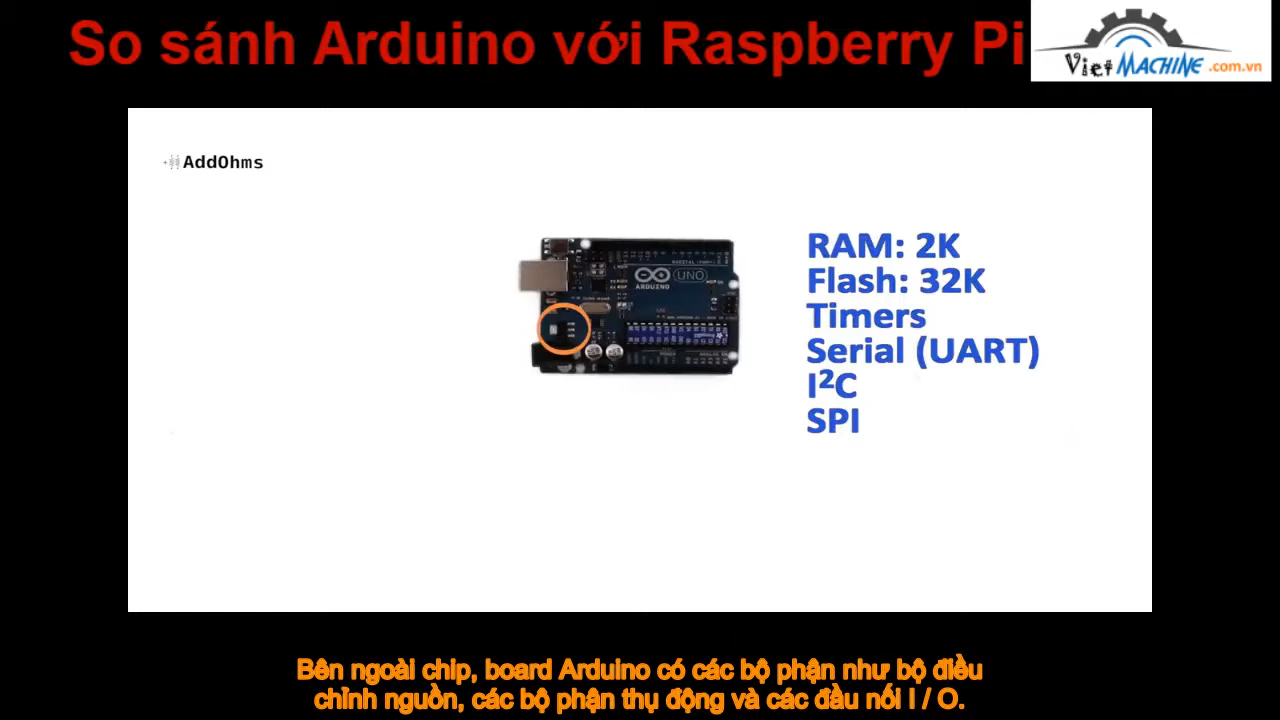 So sánh Arduino với Raspberry Pi
Việt MACHINE .com.vn
AddOhms
UNO
ARDUINO
RAM: 2K
Flash: 32K
Timers
Serial (UART)
I²C
SPI
Bên ngoài chip, board Arduino có các bộ phận như bộ điều
chỉnh nguồn, các bộ phận thụ động và các đầu nối I / O.